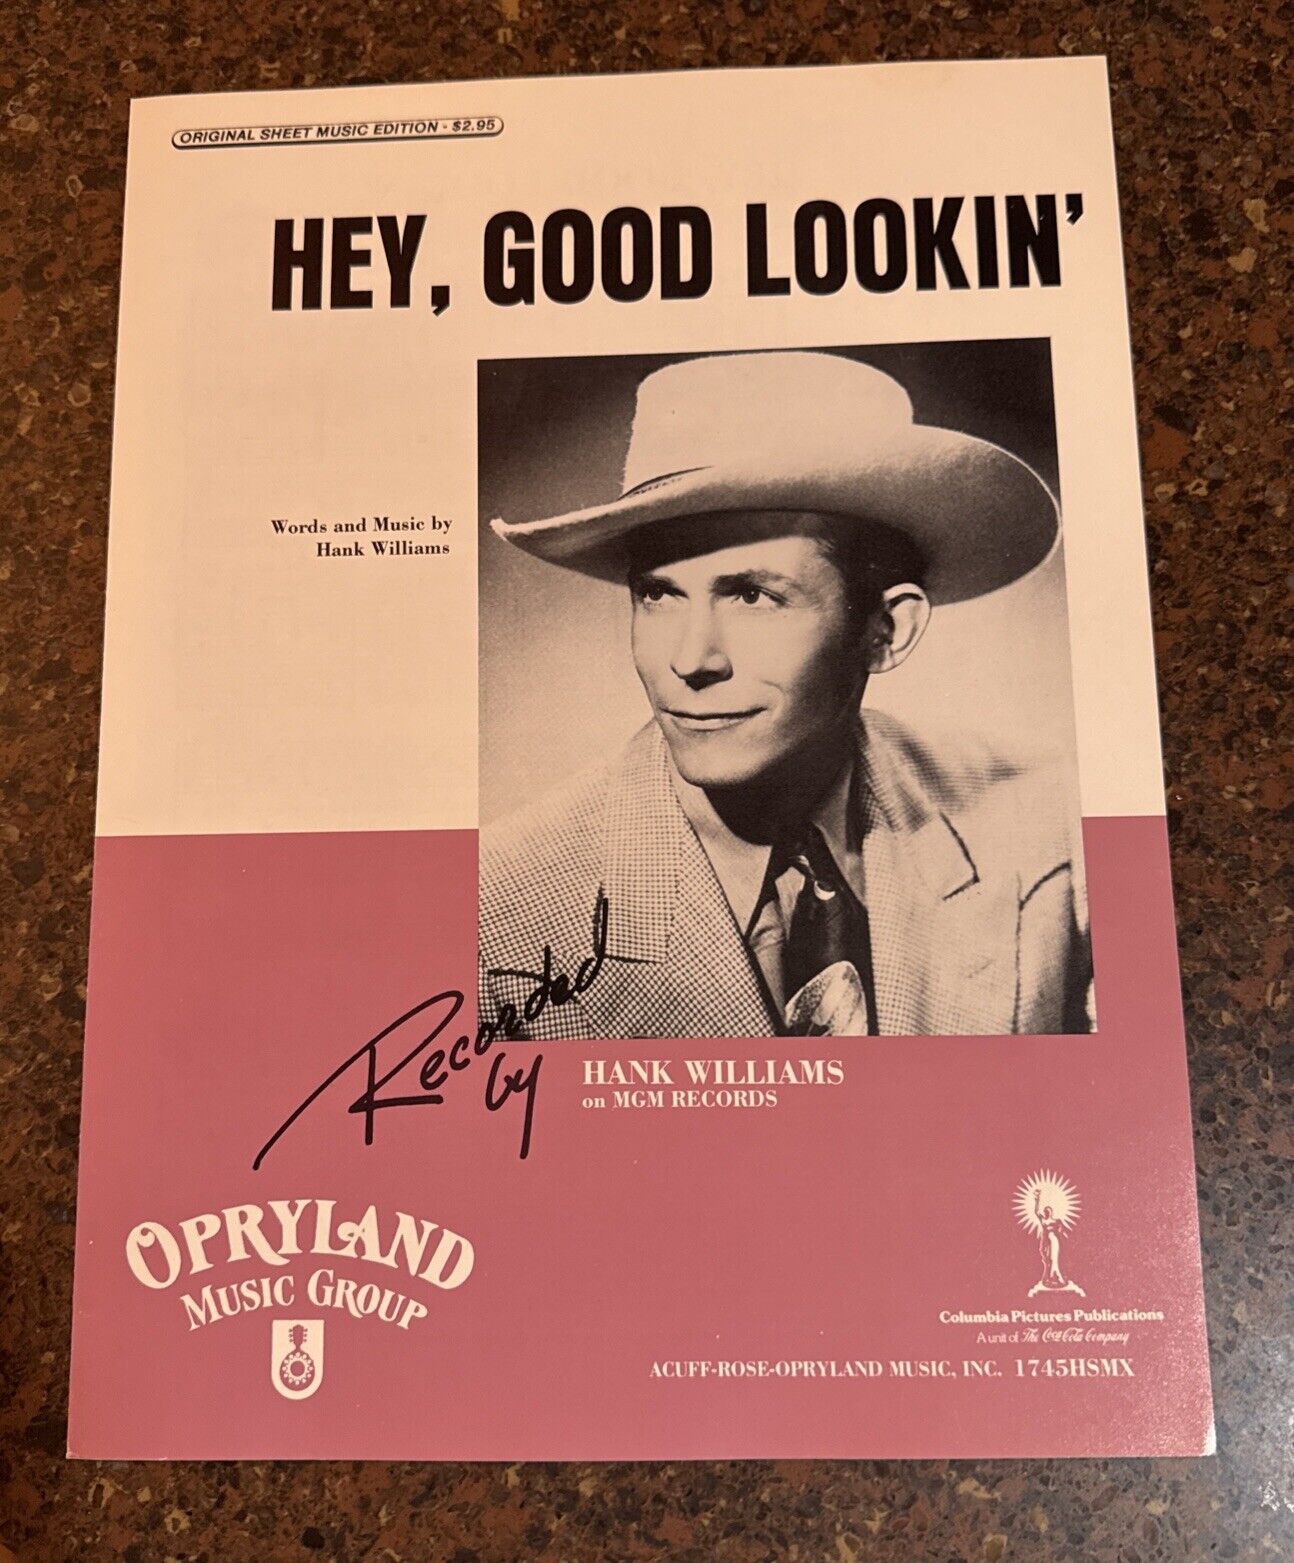 ORIGINAL SHEET MUSIC EDITION - $2.95
HEY, GOOD LOOKIN'
Words and Music by
Hank Williams
Recorded
by
HANK WILLIAMS
on MGM RECORDS
OPRYLAND
MUSIC GROUP
Columbia Pictures Publications
A unit of The Coca-Cola Company
ACUFF-ROSE-OPRYLAND MUSIC, INC. 1745HSMX